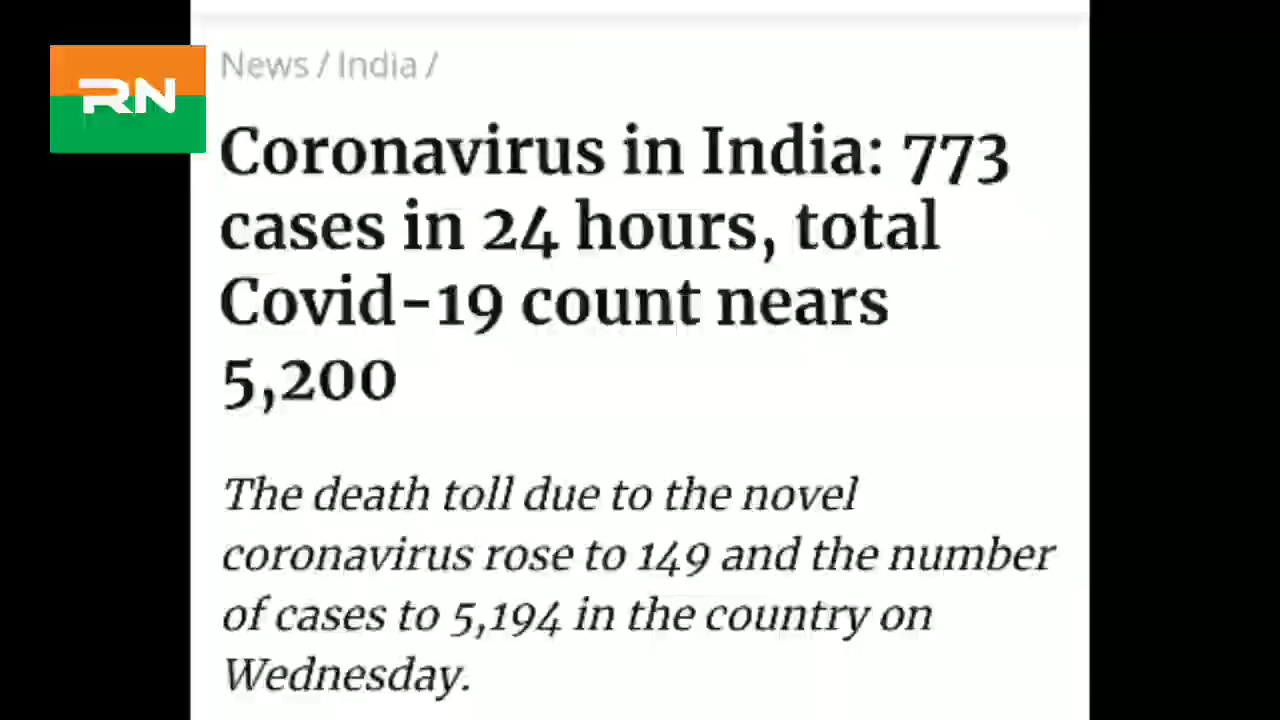 RN
News / India /
Coronavirus in India: 773
cases in 24 hours, total
Covid-19 count nears
5,200
The death toll due to the novel
coronavirus rose to 149 and the number
of cases to 5,194 in the country on
Wednesday.